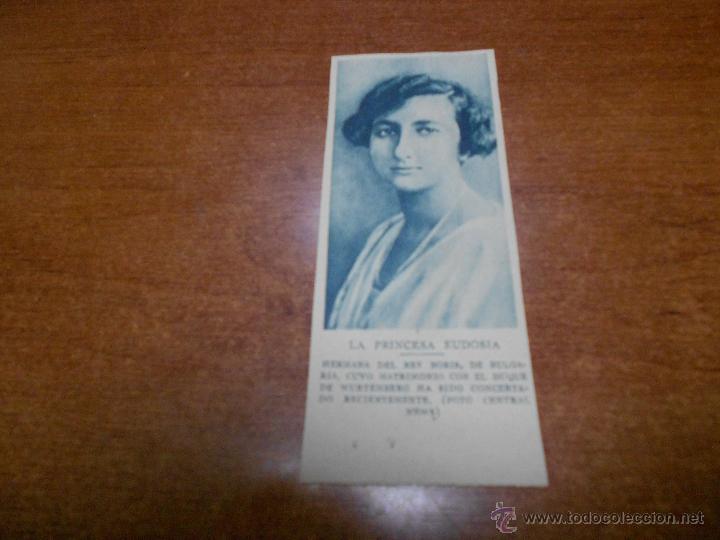 LA PRINCESA EUDOSIA
HERMANA DEL REY BORIS, DE BULGA-
RIA, CUYO MATRIMONIO CON EL DUQUE
DE WURTENBERG HA SIDO CONCERTA-
DO RECIENTEMENTE. (FOTO CENTRAL
NEWS)
© www.todocoleccion.net